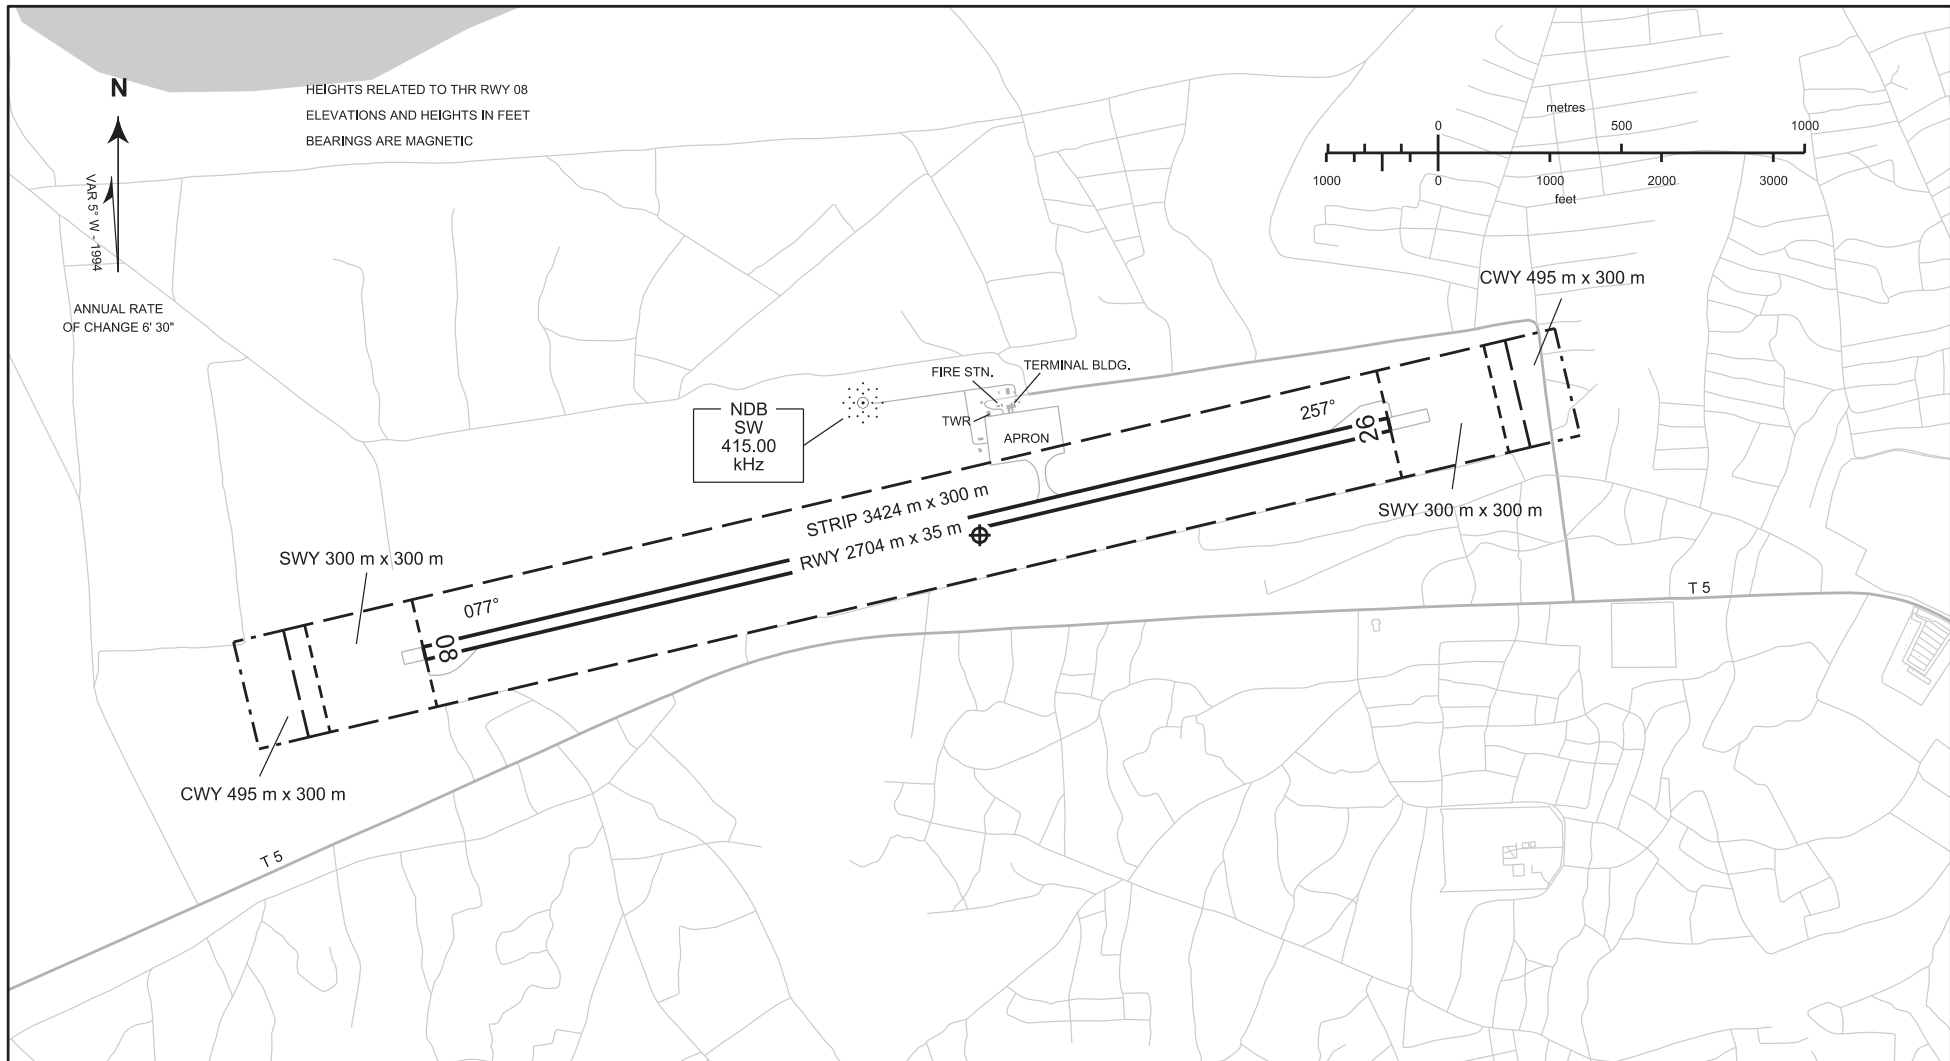 N
HEIGHTS RELATED TO THR RWY 08
ELEVATIONS AND HEIGHTS IN FEET
BEARINGS ARE MAGNETIC
VAR 5° W - 1994
ANNUAL RATE
OF CHANGE 6' 30"
metres
0 500 1000
1000 0 1000 2000 3000
feet
CWY 495 m x 300 m
FIRE STN.
TERMINAL BLDG.
TWR
APRON
NDB
SW
415.00
kHz
257°
26
STRIP 3424 m x 300 m
RWY 2704 m x 35 m
SWY 300 m x 300 m
SWY 300 m x 300 m
077°
08
T 5
CWY 495 m x 300 m
T 5